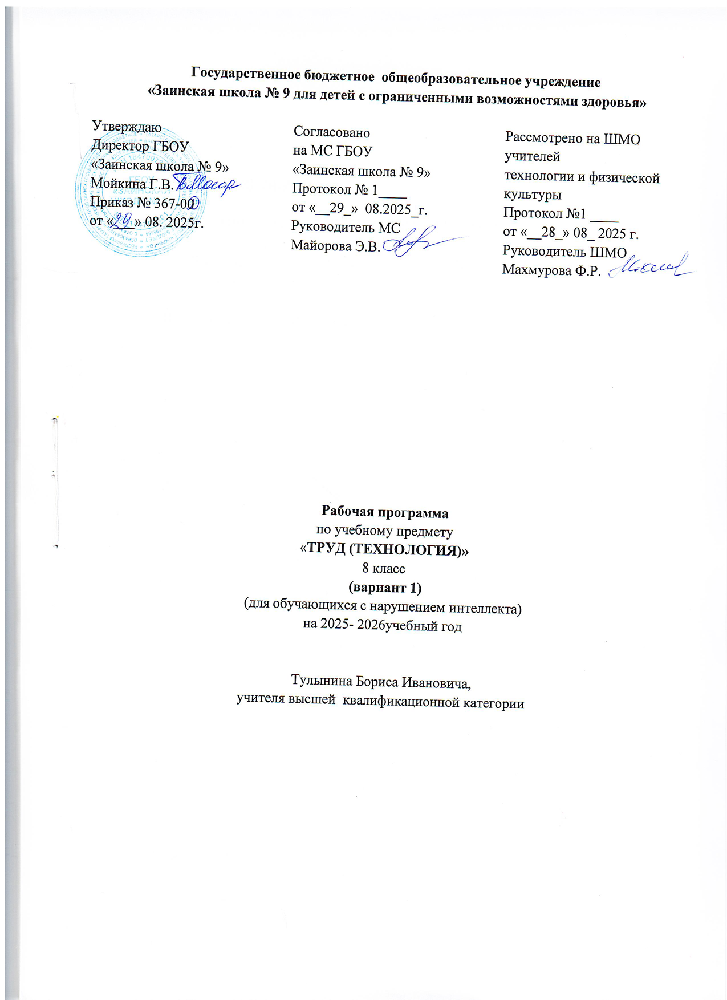 Государственное бюджетное  общеобразовательное учреждение
«Заинская школа № 9 для детей с ограниченными возможностями здоровья»
Утверждаю
Директор ГБОУ
«Заинская школа № 9»
Мойкина Г.В.
Приказ № 367-00
от «29» 08. 2025г.
Согласовано
на МС ГБОУ
«Заинская школа № 9»
Протокол № 1____
от «__29_»  08.2025_г.
Руководитель МС
Майорова Э.В.
Рассмотрено на ШМО
учителей
технологии и физической
культуры
Протокол №1 ____
от «__28_» 08_ 2025 г.
Руководитель ШМО
Махмурова Ф.Р.
Рабочая программа
по учебному предмету
«ТРУД (ТЕХНОЛОГИЯ)»
8 класс
(вариант 1)
(для обучающихся с нарушением интеллекта)
на 2025- 2026учебный год
Тулынина Бориса Ивановича,
учителя высшей  квалификационной категории